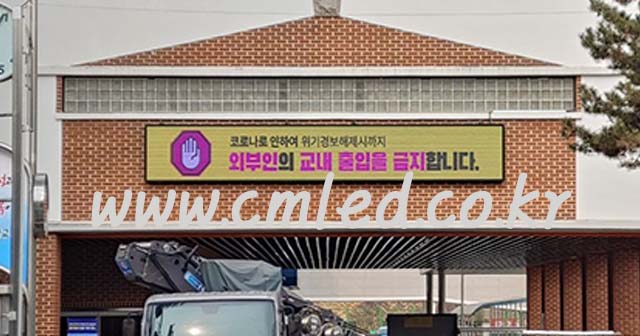 코로나로 인하여 위기경보해제시까지
외부인의 교내 출입을 금지합니다.
www.cmled.co.kr